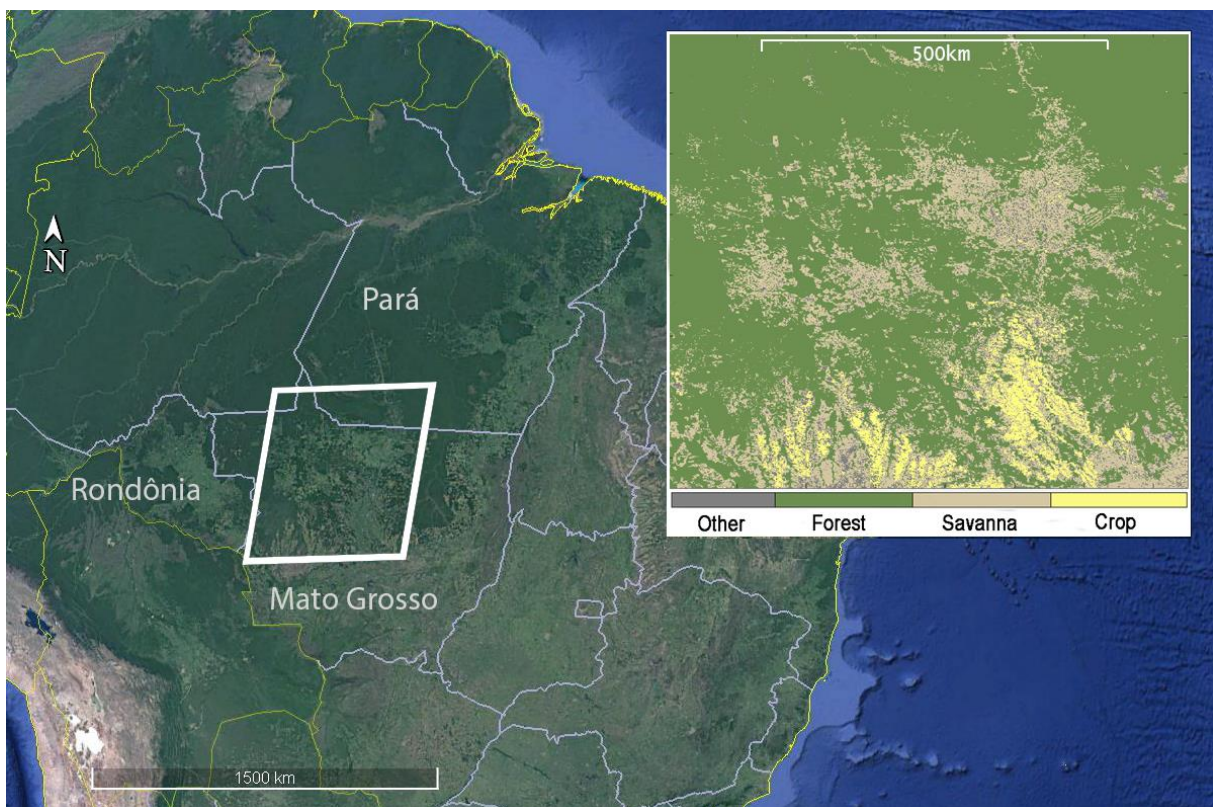 500km
Other Forest Savanna Crop
N
Pará
Rondônia
Mato Grosso
1500 km